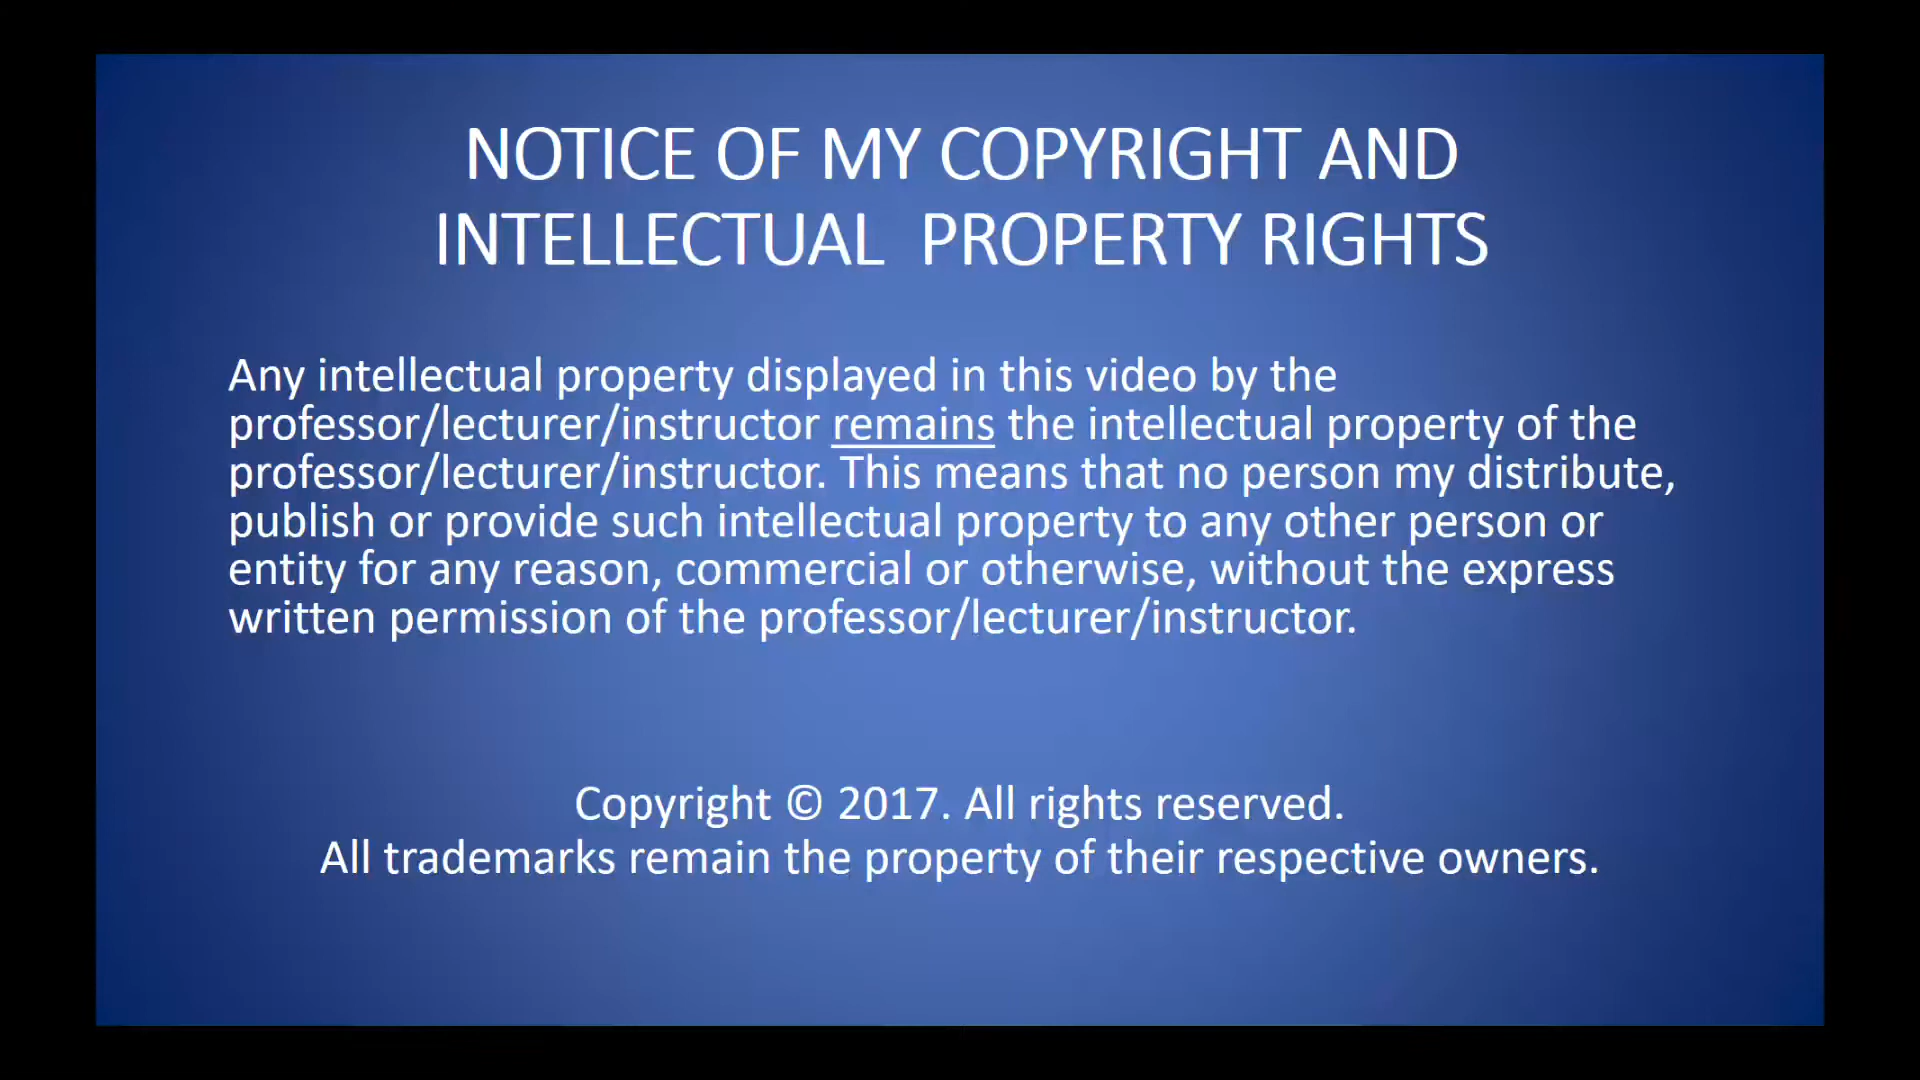 NOTICE OF MY COPYRIGHT AND
INTELLECTUAL  PROPERTY RIGHTS
Any intellectual property displayed in this video by the
professor/lecturer/instructor remains the intellectual property of the
professor/lecturer/instructor. This means that no person my distribute,
publish or provide such intellectual property to any other person or
entity for any reason, commercial or otherwise, without the express
written permission of the professor/lecturer/instructor.
Copyright © 2017. All rights reserved.
All trademarks remain the property of their respective owners.